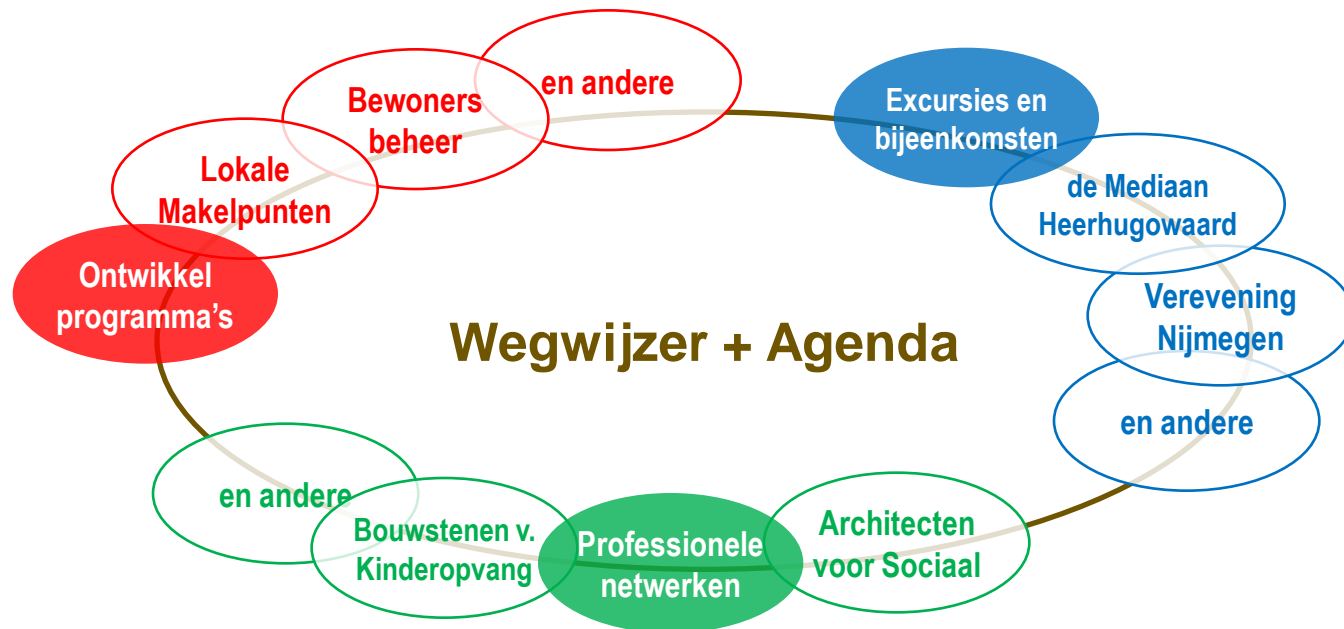 en andere
Bewoners
beheer
Lokale
Makelpunten
Ontwikkel
programma's
Excursies en
bijeenkomsten
de Mediaan
Heerhugowaard
Verevening
Nijmegen
en andere
Wegwijzer + Agenda
en andere
Bouwstenen v.
Kinderopvang
Professionele
netwerken
Architecten
voor Sociaal